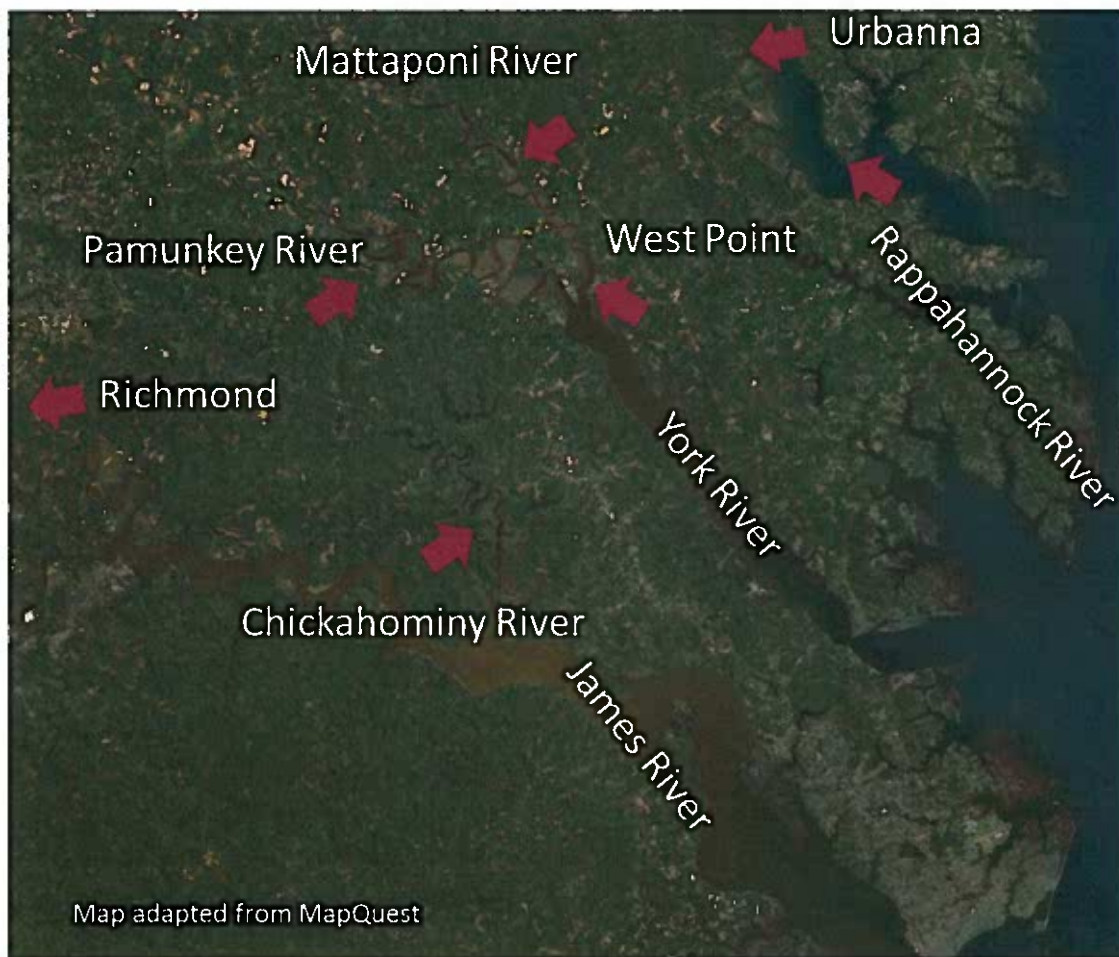 Urbanna
Mattaponi River
West Point
Pamunkey River
Rappahannock River
Richmond
York River
Chickahominy River
James River
Map adapted from MapQuest